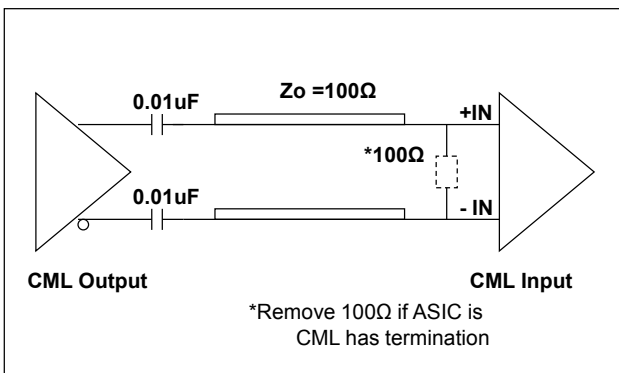 0.01uF
Zo =100Ω
+IN
*100Ω
0.01uF
- IN
CML Output
CML Input
*Remove 100Ω if ASIC is
CML has termination